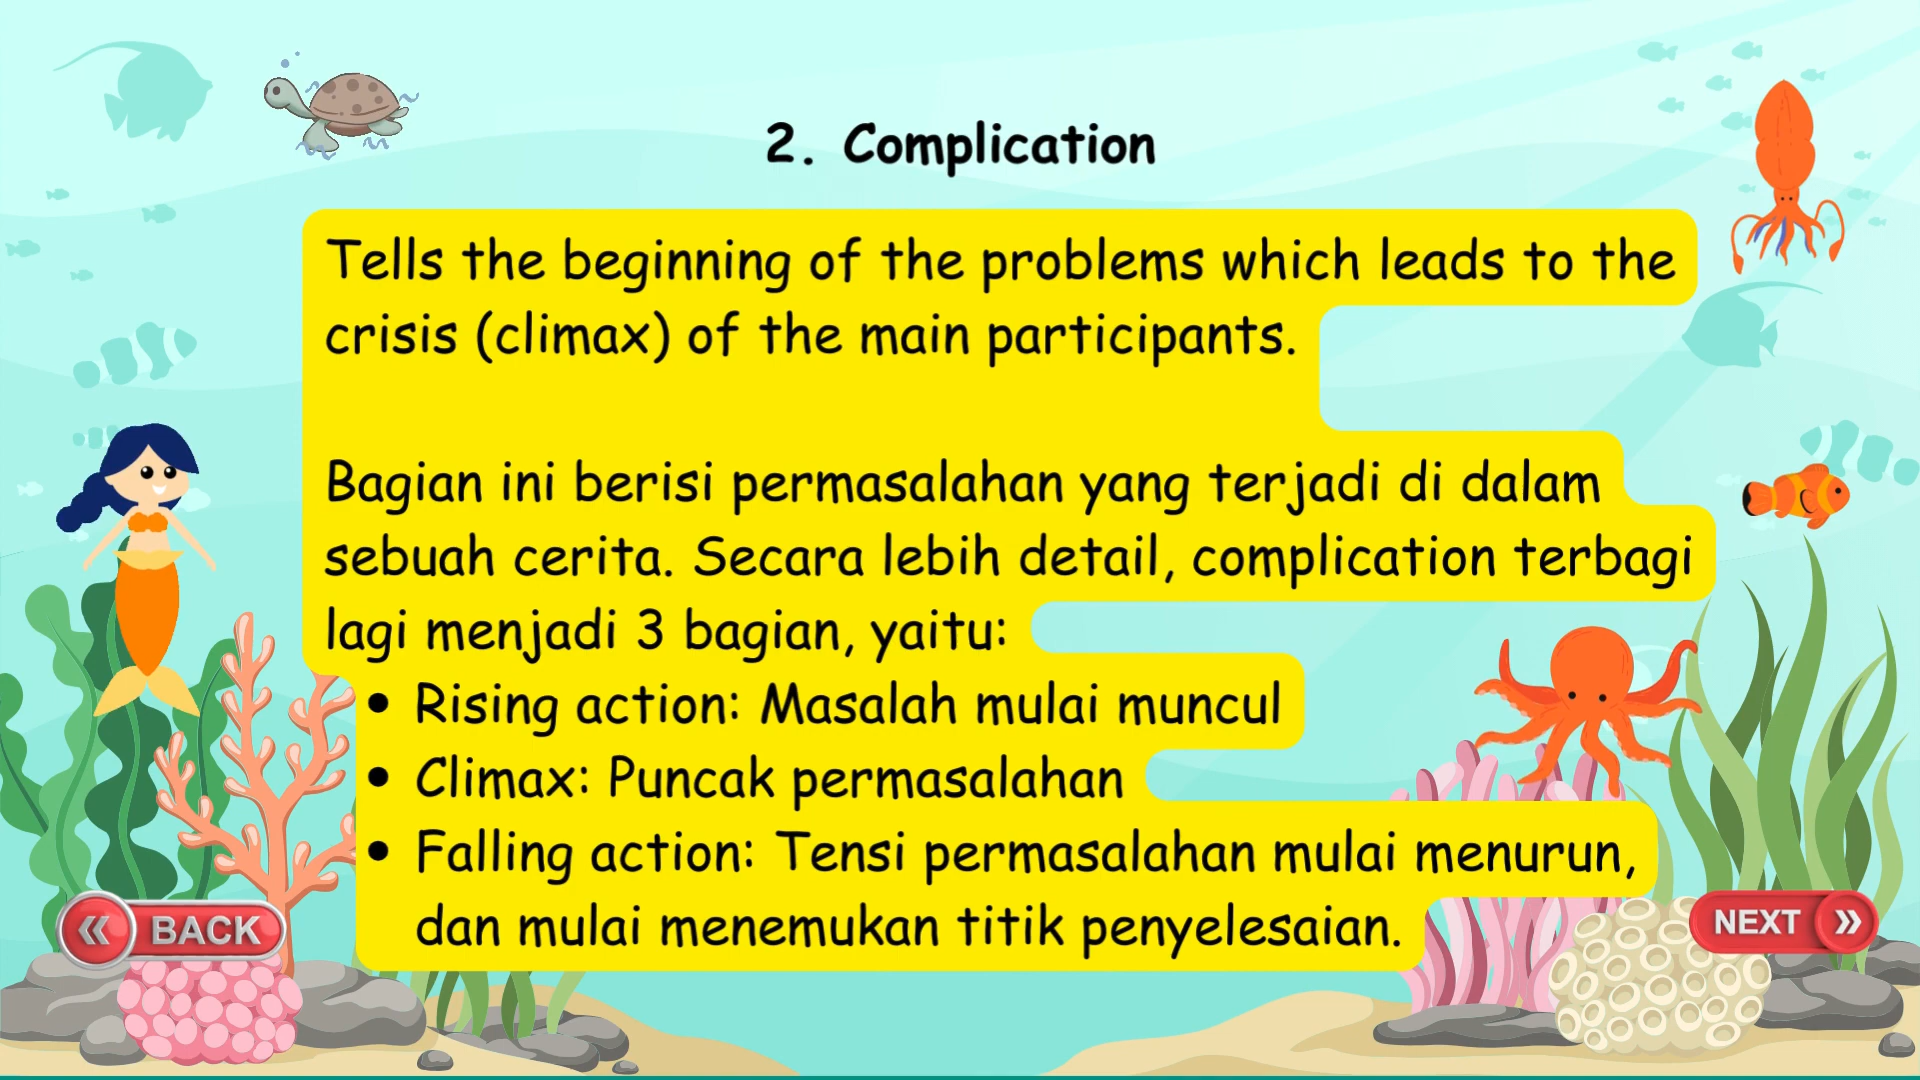 2. Complication
Tells the beginning of the problems which leads to the
crisis (climax) of the main participants.
Bagian ini berisi permasalahan yang terjadi di dalam
sebuah cerita. Secara lebih detail, complication terbagi
lagi menjadi 3 bagian, yaitu:
• Rising action: Masalah mulai muncul
• Climax: Puncak permasalahan
• Falling action: Tensi permasalahan mulai menurun,
dan mulai menemukan titik penyelesaian.
BACK
NEXT